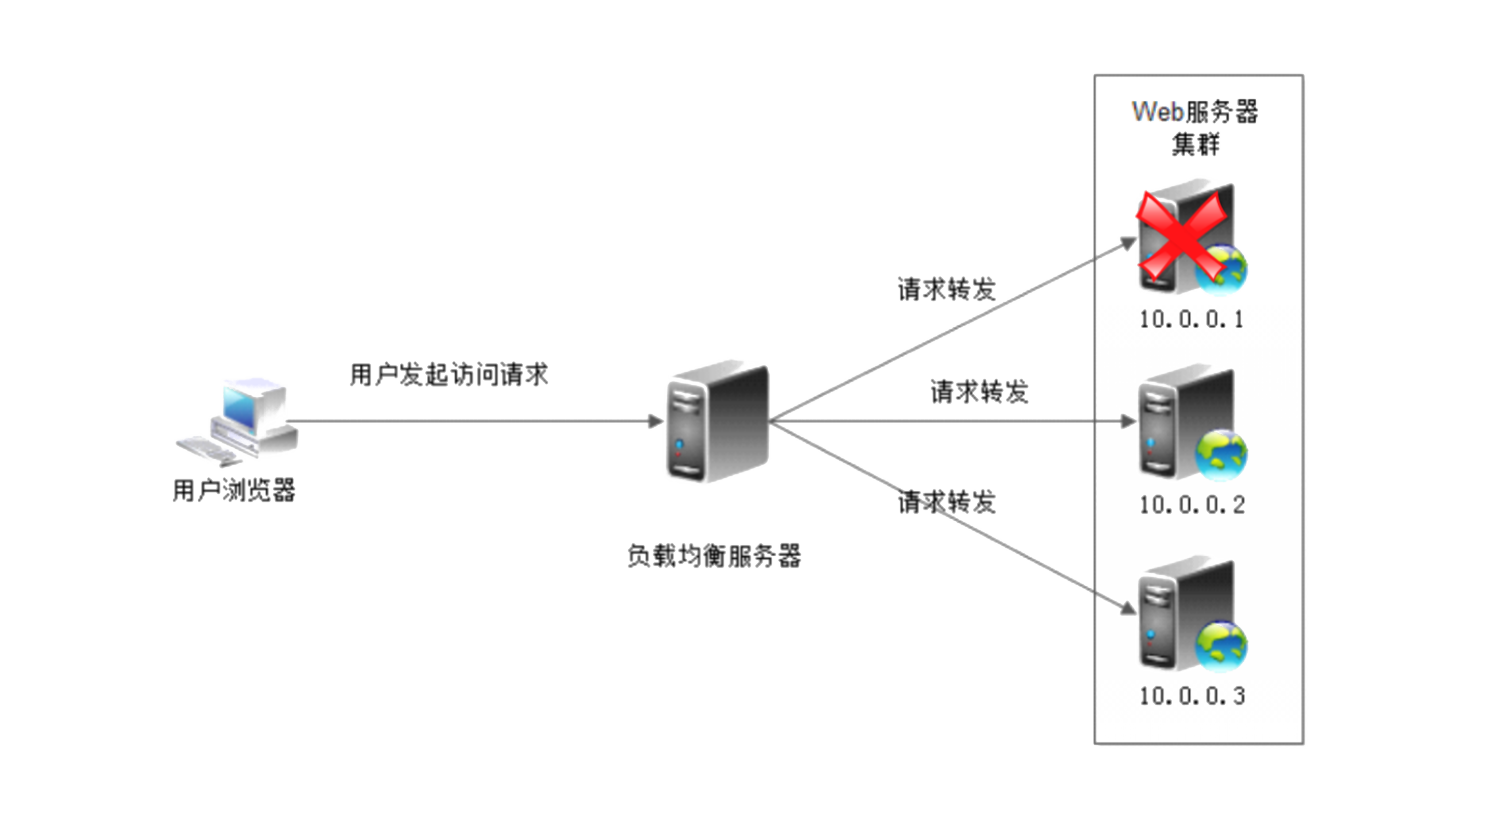 Web服务器
集群
请求转发
10.0.0.1
用户发起访问请求
请求转发
用户浏览器
请求转发
10.0.0.2
负载均衡服务器
10.0.0.3